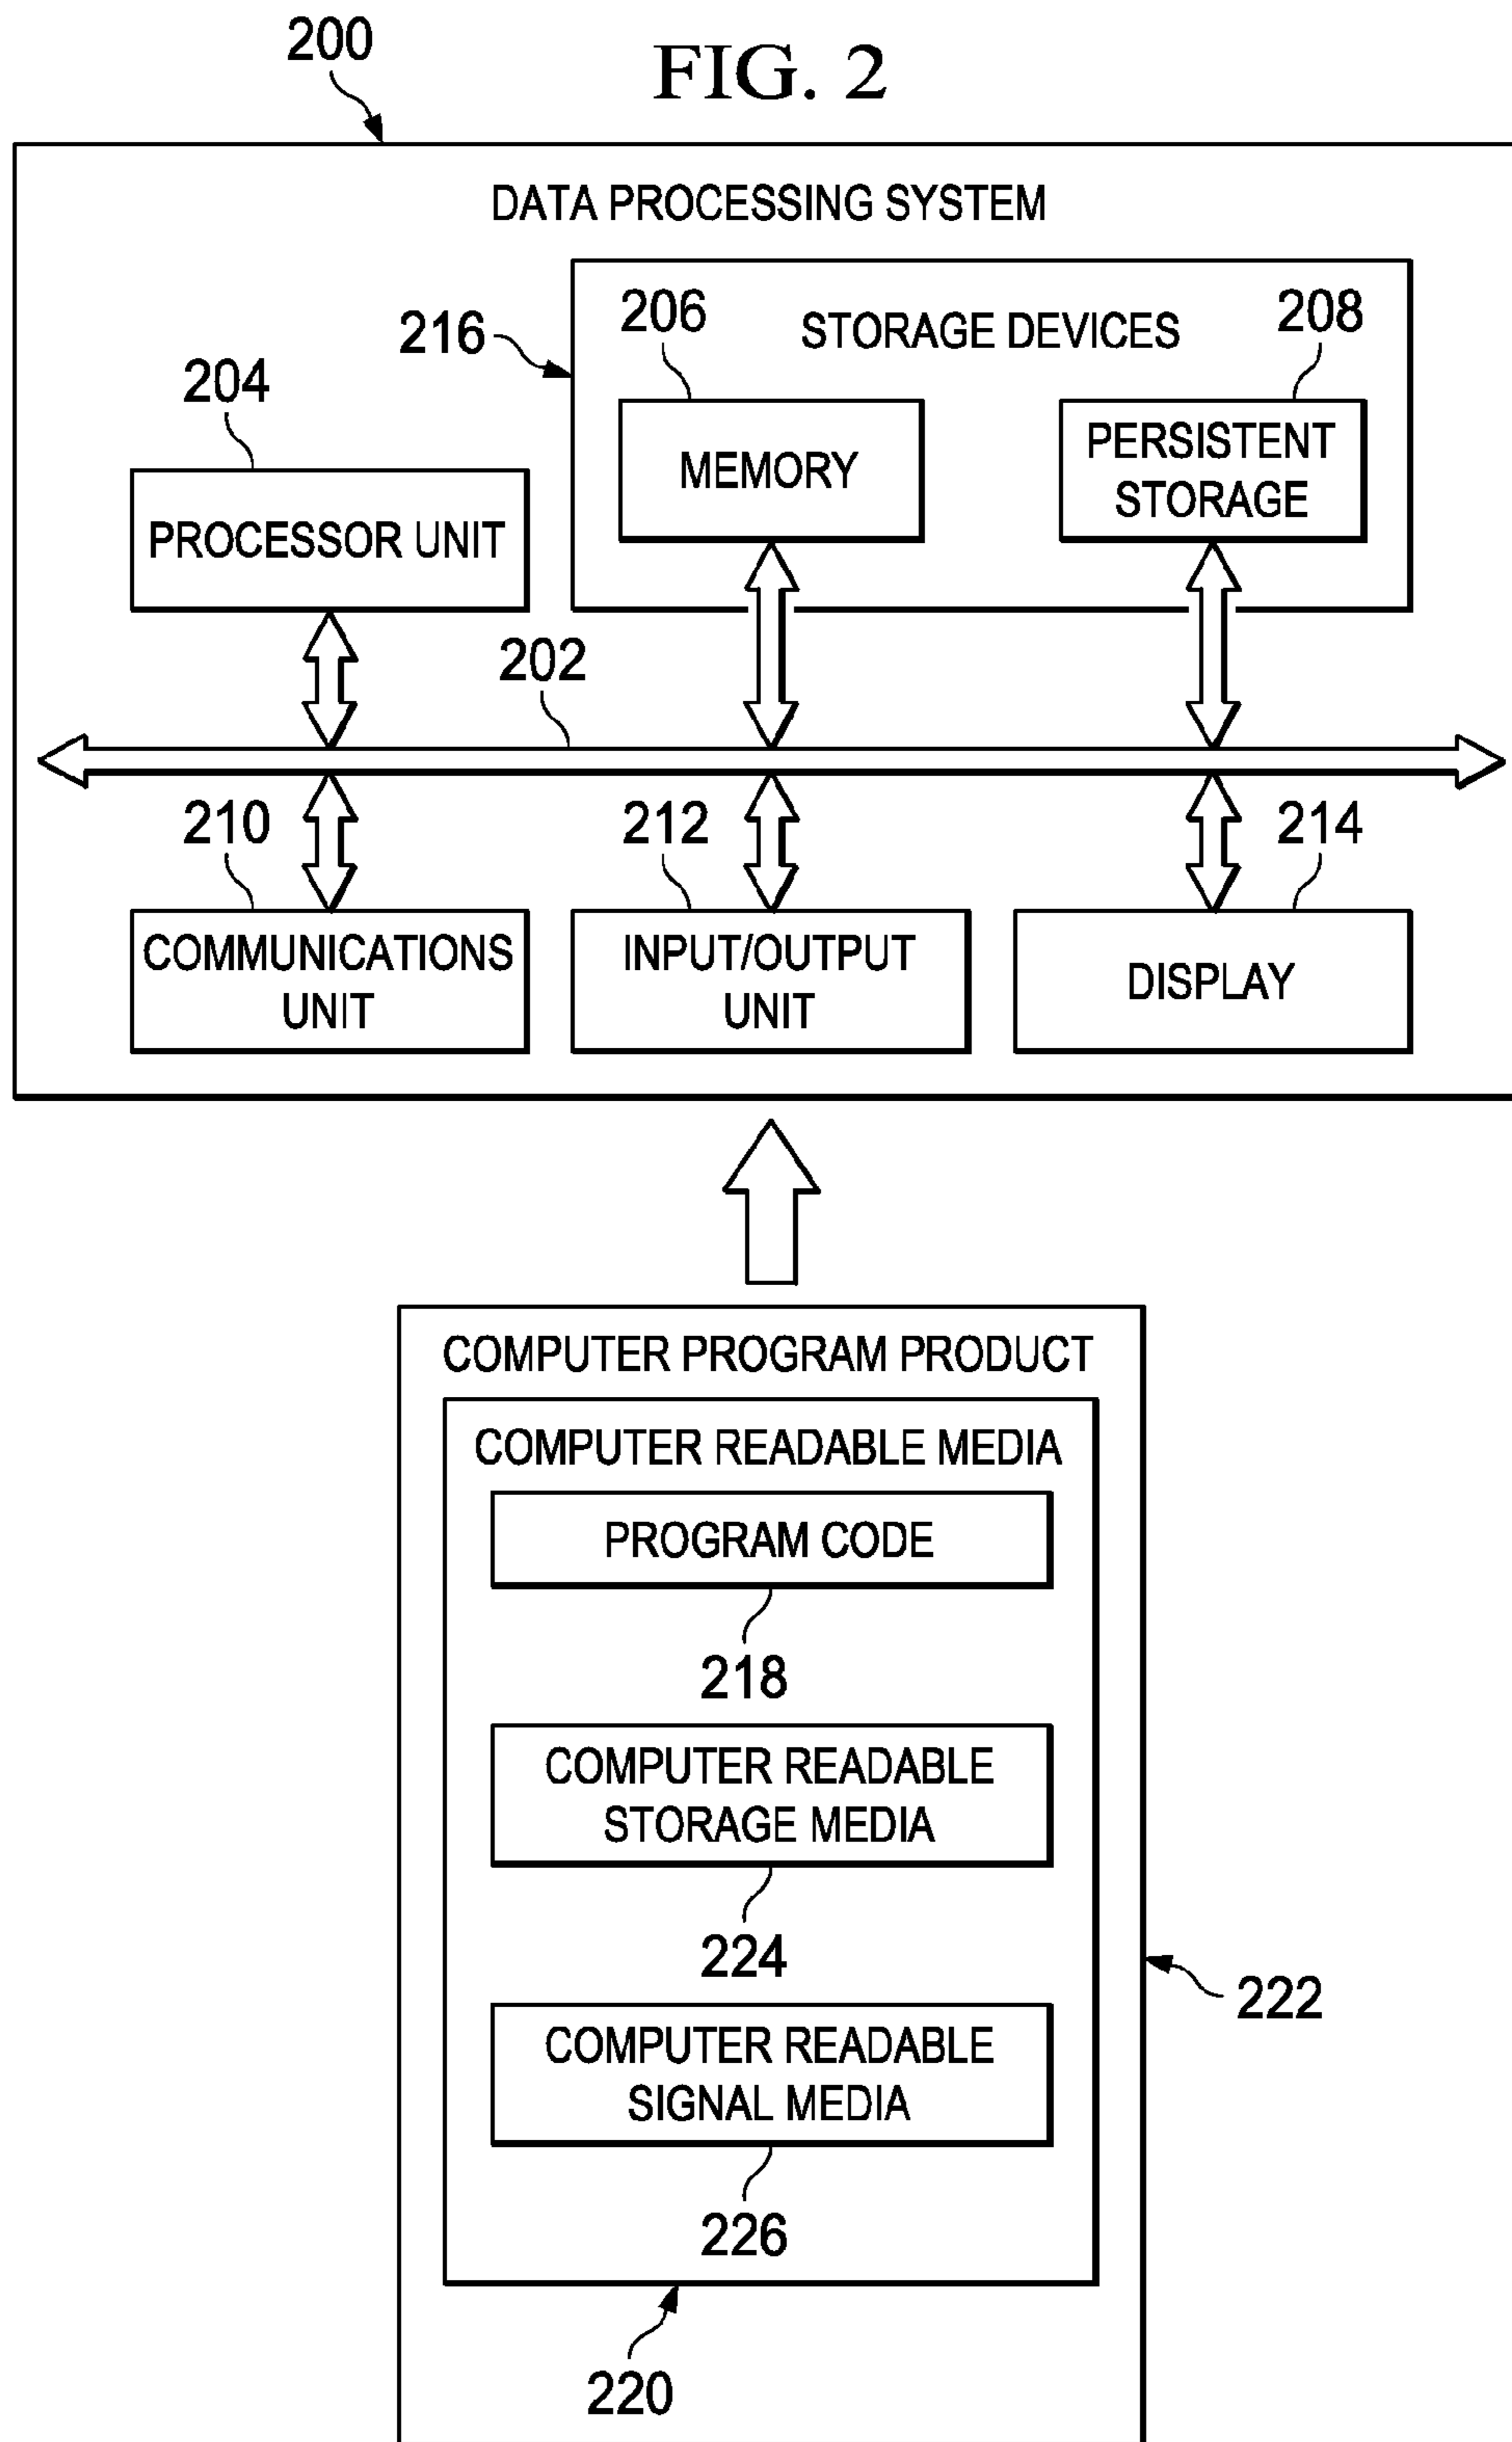 200
FIG. 2
DATA PROCESSING SYSTEM
216
206
STORAGE DEVICES
208
204
MEMORY
PERSISTENT
STORAGE
PROCESSOR UNIT
202
210
212
214
COMMUNICATIONS
UNIT
INPUT/OUTPUT
UNIT
DISPLAY
COMPUTER PROGRAM PRODUCT
COMPUTER READABLE MEDIA
PROGRAM CODE
218
COMPUTER READABLE
STORAGE MEDIA
224
222
COMPUTER READABLE
SIGNAL MEDIA
226
220